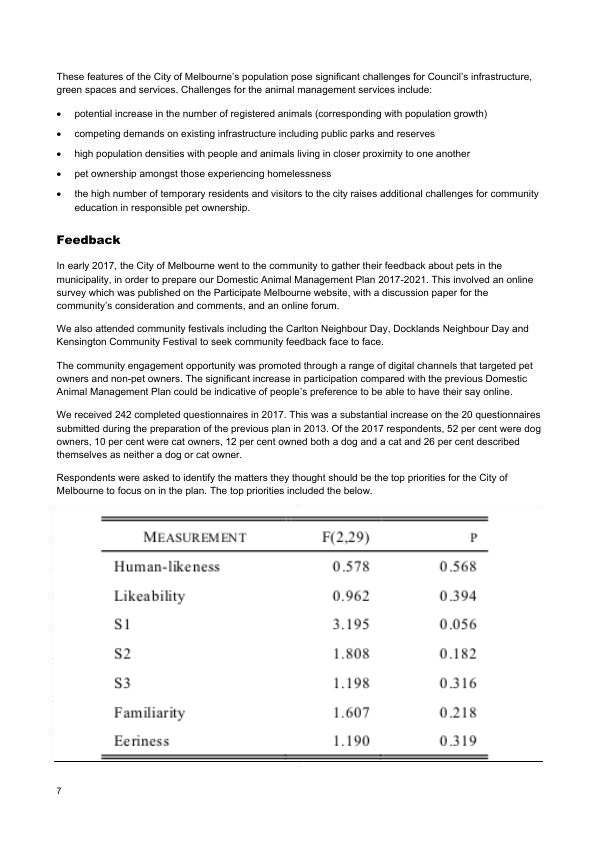 These features of the City of Melbourne's population pose significant challenges for Council's infrastructure,
green spaces and services. Challenges for the animal management services include:
• potential increase in the number of registered animals (corresponding with population growth)
• competing demands on existing infrastructure including public parks and reserves
• high population densities with people and animals living in closer proximity to one another
• pet ownership amongst those experiencing homelessness
• the high number of temporary residents and visitors to the city raises additional challenges for community
education in responsible pet ownership.
Feedback
In early 2017, the City of Melbourne went to the community to gather their feedback about pets in the
municipality, in order to prepare our Domestic Animal Management Plan 2017-2021. This involved an online
survey which was published on the Participate Melbourne website, with a discussion paper for the
community's consideration and comments, and an online forum.
We also attended community festivals including the Carlton Neighbour Day, Docklands Neighbour Day and
Kensington Community Festival to seek community feedback face to face.
The community engagement opportunity was promoted through a range of digital channels that targeted pet
owners and non-pet owners. The significant increase in participation compared with the previous Domestic
Animal Management Plan could be indicative of people's preference to be able to have their say online.
We received 242 completed questionnaires in 2017. This was a substantial increase on the 20 questionnaires
submitted during the preparation of the previous plan in 2013. Of the 2017 respondents, 52 per cent were dog
owners, 10 per cent were cat owners, 12 per cent owned both a dog and a cat and 26 per cent described
themselves as neither a dog or cat owner.
Respondents were asked to identify the matters they thought should be the top priorities for the City of
Melbourne to focus on in the plan. The top priorities included the below.
MEASUREMENT F(2,29) P
Human-likeness 0.578 0.568
Likeability 0.962 0.394
S1 3.195 0.056
S2 1.808 0.182
S3 1.198 0.316
Familiarity 1.607 0.218
Eeriness 1.190 0.319
7